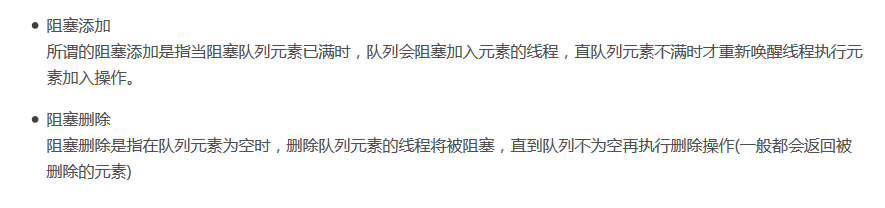 阻塞添加
所谓的阻塞添加是指当阻塞队列元素已满时，队列会阻塞加入元素的线程，直队列元素不满时才重新唤醒线程执行元
素加入操作。
阻塞删除
阻塞删除是指在队列元素为空时，删除队列元素的线程将被阻塞，直到队列不为空再执行删除操作(一般都会返回被
删除的元素)